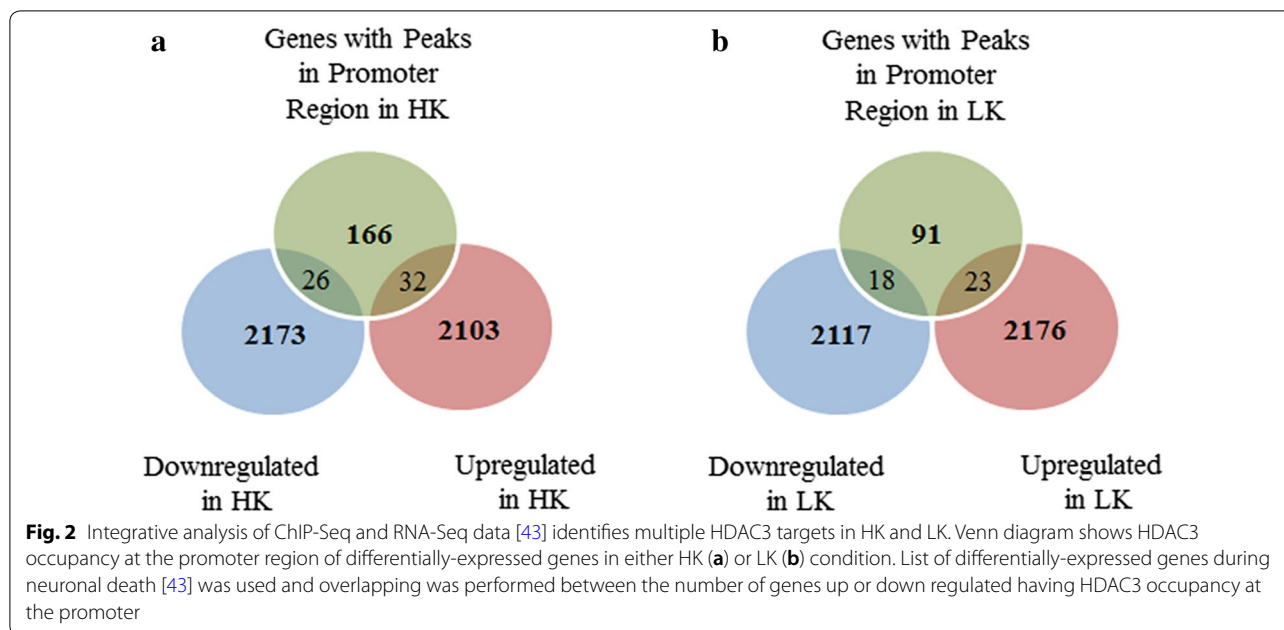 a
Genes with Peaks
in Promoter
Region in HK
166
26
32
2173
2103
Downregulated
in HK
Upregulated
in HK
b
Genes with Peaks
in Promoter
Region in LK
91
18
23
2117
2176
Downregulated
in LK
Upregulated
in LK
Fig. 2 Integrative analysis of ChIP-Seq and RNA-Seq data [43] identifies multiple HDAC3 targets in HK and LK. Venn diagram shows HDAC3
occupancy at the promoter region of differentially-expressed genes in either HK (a) or LK (b) condition. List of differentially-expressed genes during
neuronal death [43] was used and overlapping was performed between the number of genes up or down regulated having HDAC3 occupancy at
the promoter